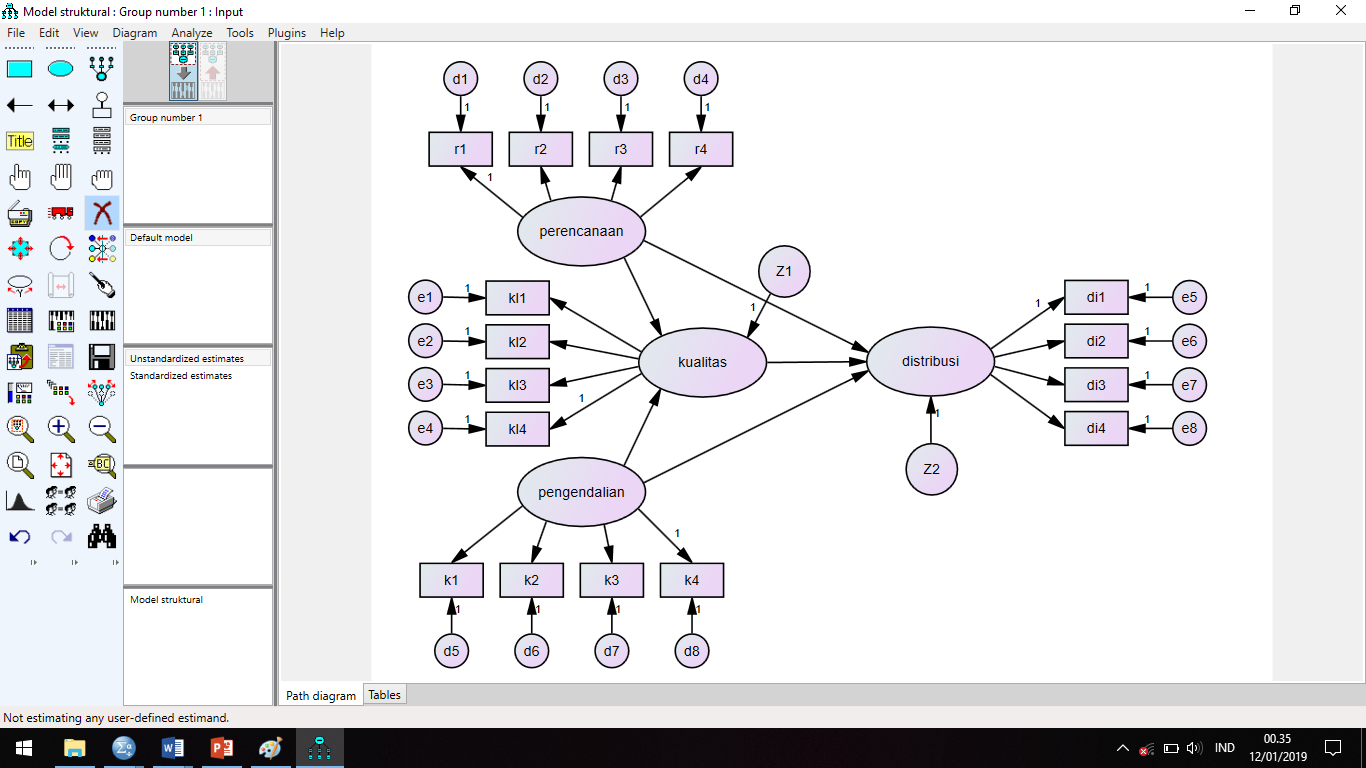 Model struktural : Group number 1 : Input
File Edit View Diagram Analyze Tools Plugins Help
Title
Group number 1
Default model
Unstandardized estimates
Standardized estimates
Model struktural
d1 d2 d3 d4
1 1 1 1
r1 r2 r3 r4
1
perencanaan
Z1
1
e1 1 kl1
e2 1 kl2
e3 1 kl3
e4 1 kl4
1
kualitas
distribusi
1
di1 1 e5
di2 1 e6
di3 1 e7
di4 1 e8
1
Z2
pengendalian
1
k1 k2 k3 k4
1 1 1 1
d5 d6 d7 d8
Path diagram Tables
Not estimating any user-defined estimand.
IND
00.35
12/01/2019